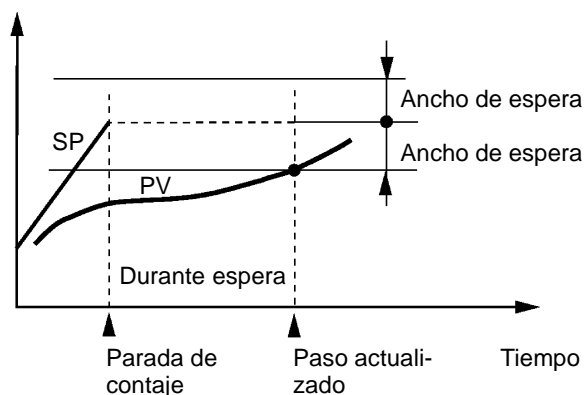 Ancho de espera
SP
Ancho de espera
PV
Durante espera
Parada de
contaje
Paso actuali-
zado
Tiempo